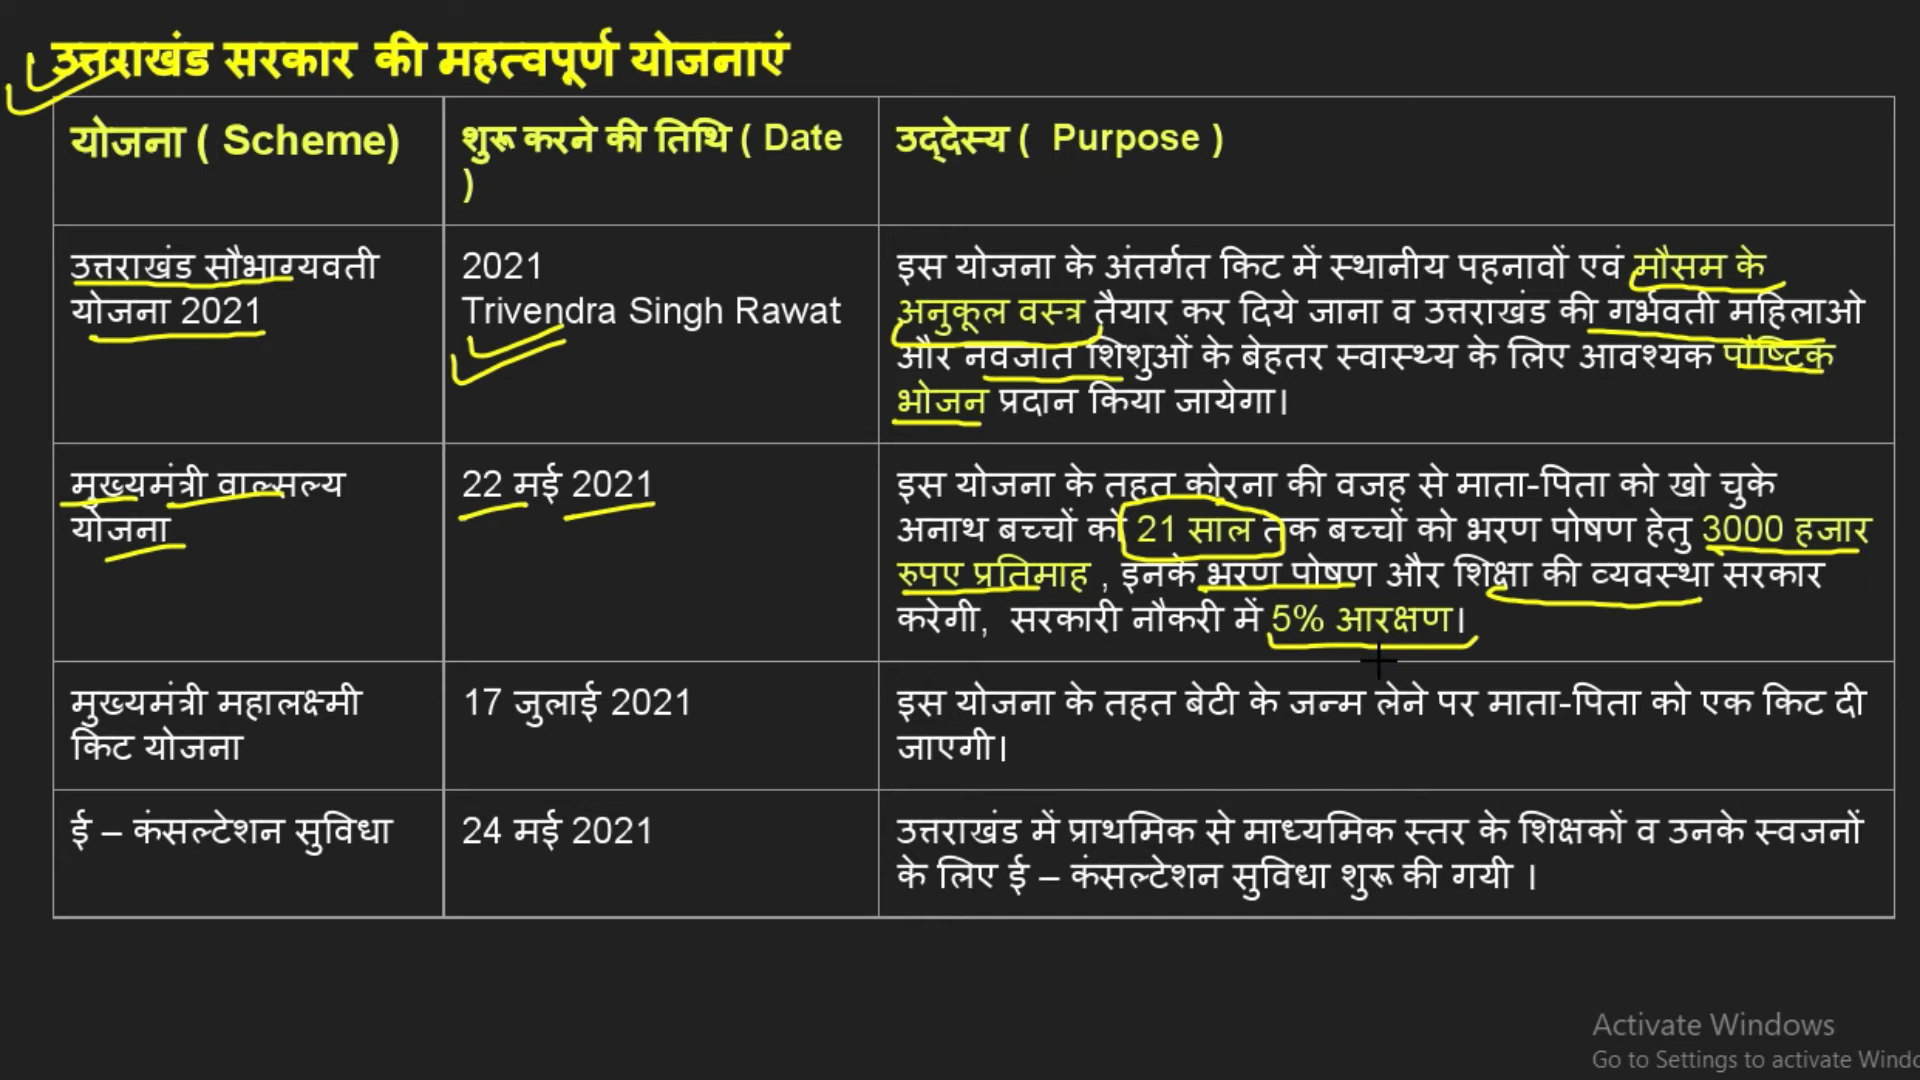 उत्तराखंड सरकार की महत्वपूर्ण योजनाएं
योजना ( Scheme)
शुरू करने की तिथि ( Date
)
उद्देस्य ( Purpose )
उत्तराखंड सौभाग्यवती
योजना 2021
2021
Trivendra Singh Rawat
इस योजना के अंतर्गत किट में स्थानीय पहनावों एवं मौसम के
अनुकूल वस्त्र तैयार कर दिये जाना व उत्तराखंड की गर्भवती महिलाओ
और नवजात शिशुओं के बेहतर स्वास्थ्य के लिए आवश्यक पौष्टिक
भोजन प्रदान किया जायेगा।
मुख्यमंत्री वाल्सल्य
योजना
22 मई 2021
इस योजना के तहत कोरना की वजह से माता-पिता को खो चुके
अनाथ बच्चों को 21 साल तक बच्चों को भरण पोषण हेतु 3000 हजार
रुपए प्रतिमाह , इनके भरण पोषण और शिक्षा की व्यवस्था सरकार
करेगी, सरकारी नौकरी में 5% आरक्षण।
मुख्यमंत्री महालक्ष्मी
किट योजना
17 जुलाई 2021
इस योजना के तहत बेटी के जन्म लेने पर माता-पिता को एक किट दी
जाएगी।
ई – कंसल्टेशन सुविधा
24 मई 2021
उत्तराखंड में प्राथमिक से माध्यमिक स्तर के शिक्षकों व उनके स्वजनों
के लिए ई – कंसल्टेशन सुविधा शुरू की गयी ।
Activate Windows
Go to Settings to activate Windo